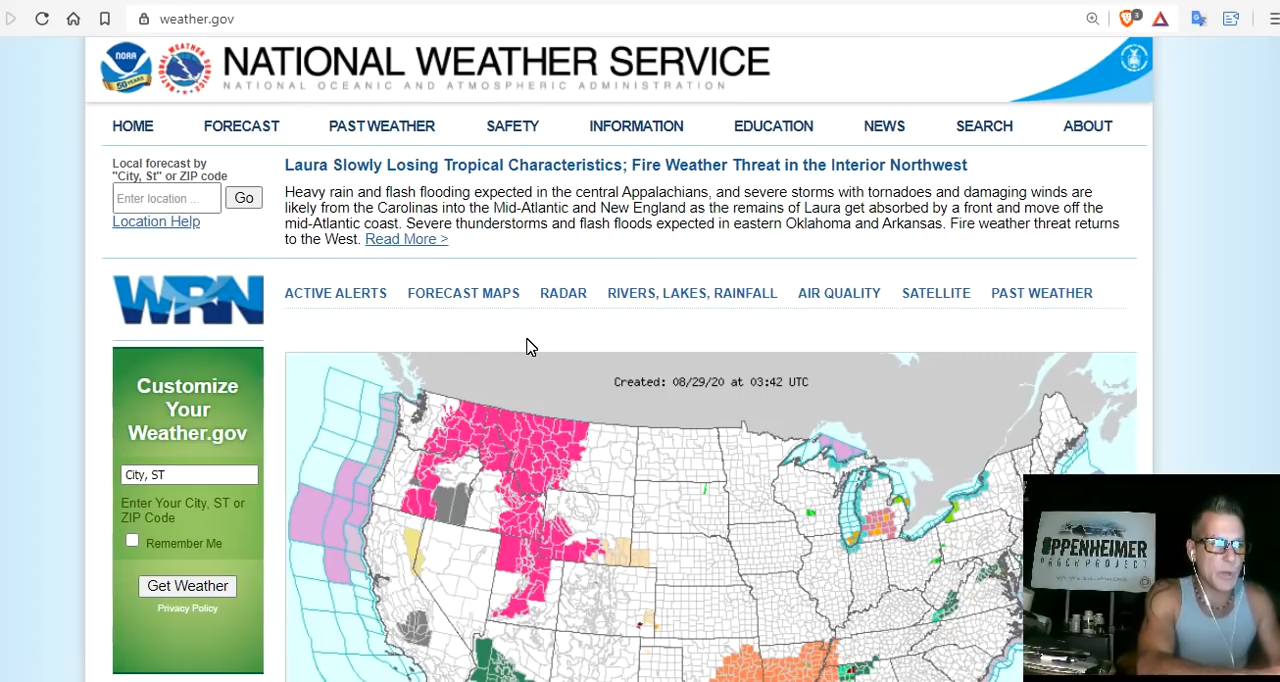 weather.gov
3
NOAA
50 YEARS
NATIONAL WEATHER SERVICE
NATIONAL OCEANIC AND ATMOSPHERIC ADMINISTRATION
HOME FORECAST PAST WEATHER SAFETY INFORMATION EDUCATION NEWS SEARCH ABOUT
Local forecast by
"City, St" or ZIP code
Enter location ...
Go
Location Help
Laura Slowly Losing Tropical Characteristics; Fire Weather Threat in the Interior Northwest
Heavy rain and flash flooding expected in the central Appalachians, and severe storms with tornadoes and damaging winds are
likely from the Carolinas into the Mid-Atlantic and New England as the remains of Laura get absorbed by a front and move off the
mid-Atlantic coast. Severe thunderstorms and flash floods expected in eastern Oklahoma and Arkansas. Fire weather threat returns
to the West. Read More >
WRN
ACTIVE ALERTS FORECAST MAPS RADAR RIVERS, LAKES, RAINFALL AIR QUALITY SATELLITE PAST WEATHER
Customize
Your
Weather.gov
City, ST
Enter Your City, ST or
ZIP Code
Remember Me
Get Weather
Privacy Policy
Created: 08/29/20 at 03:42 UTC
PPENHEIMER
PROJECT